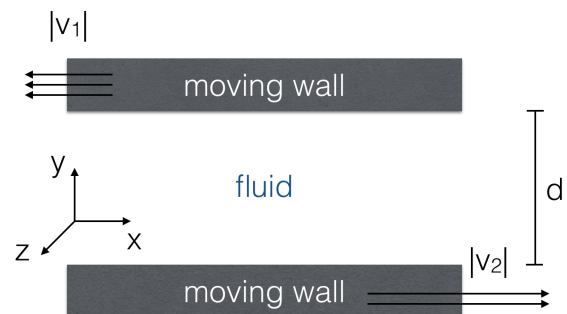 |v₁|
moving wall
y
fluid
d
z
x
|v₂|
moving wall